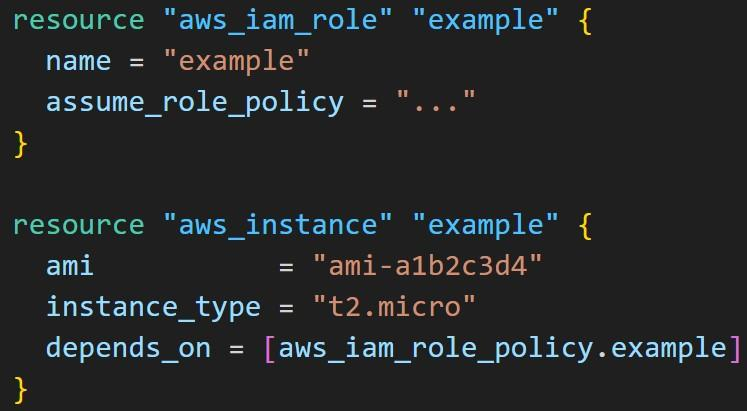 resource "aws_iam_role" "example" {
  name = "example"
  assume_role_policy = "..."
}

resource "aws_instance" "example" {
  ami           = "ami-a1b2c3d4"
  instance_type = "t2.micro"
  depends_on = [aws_iam_role_policy.example]
}